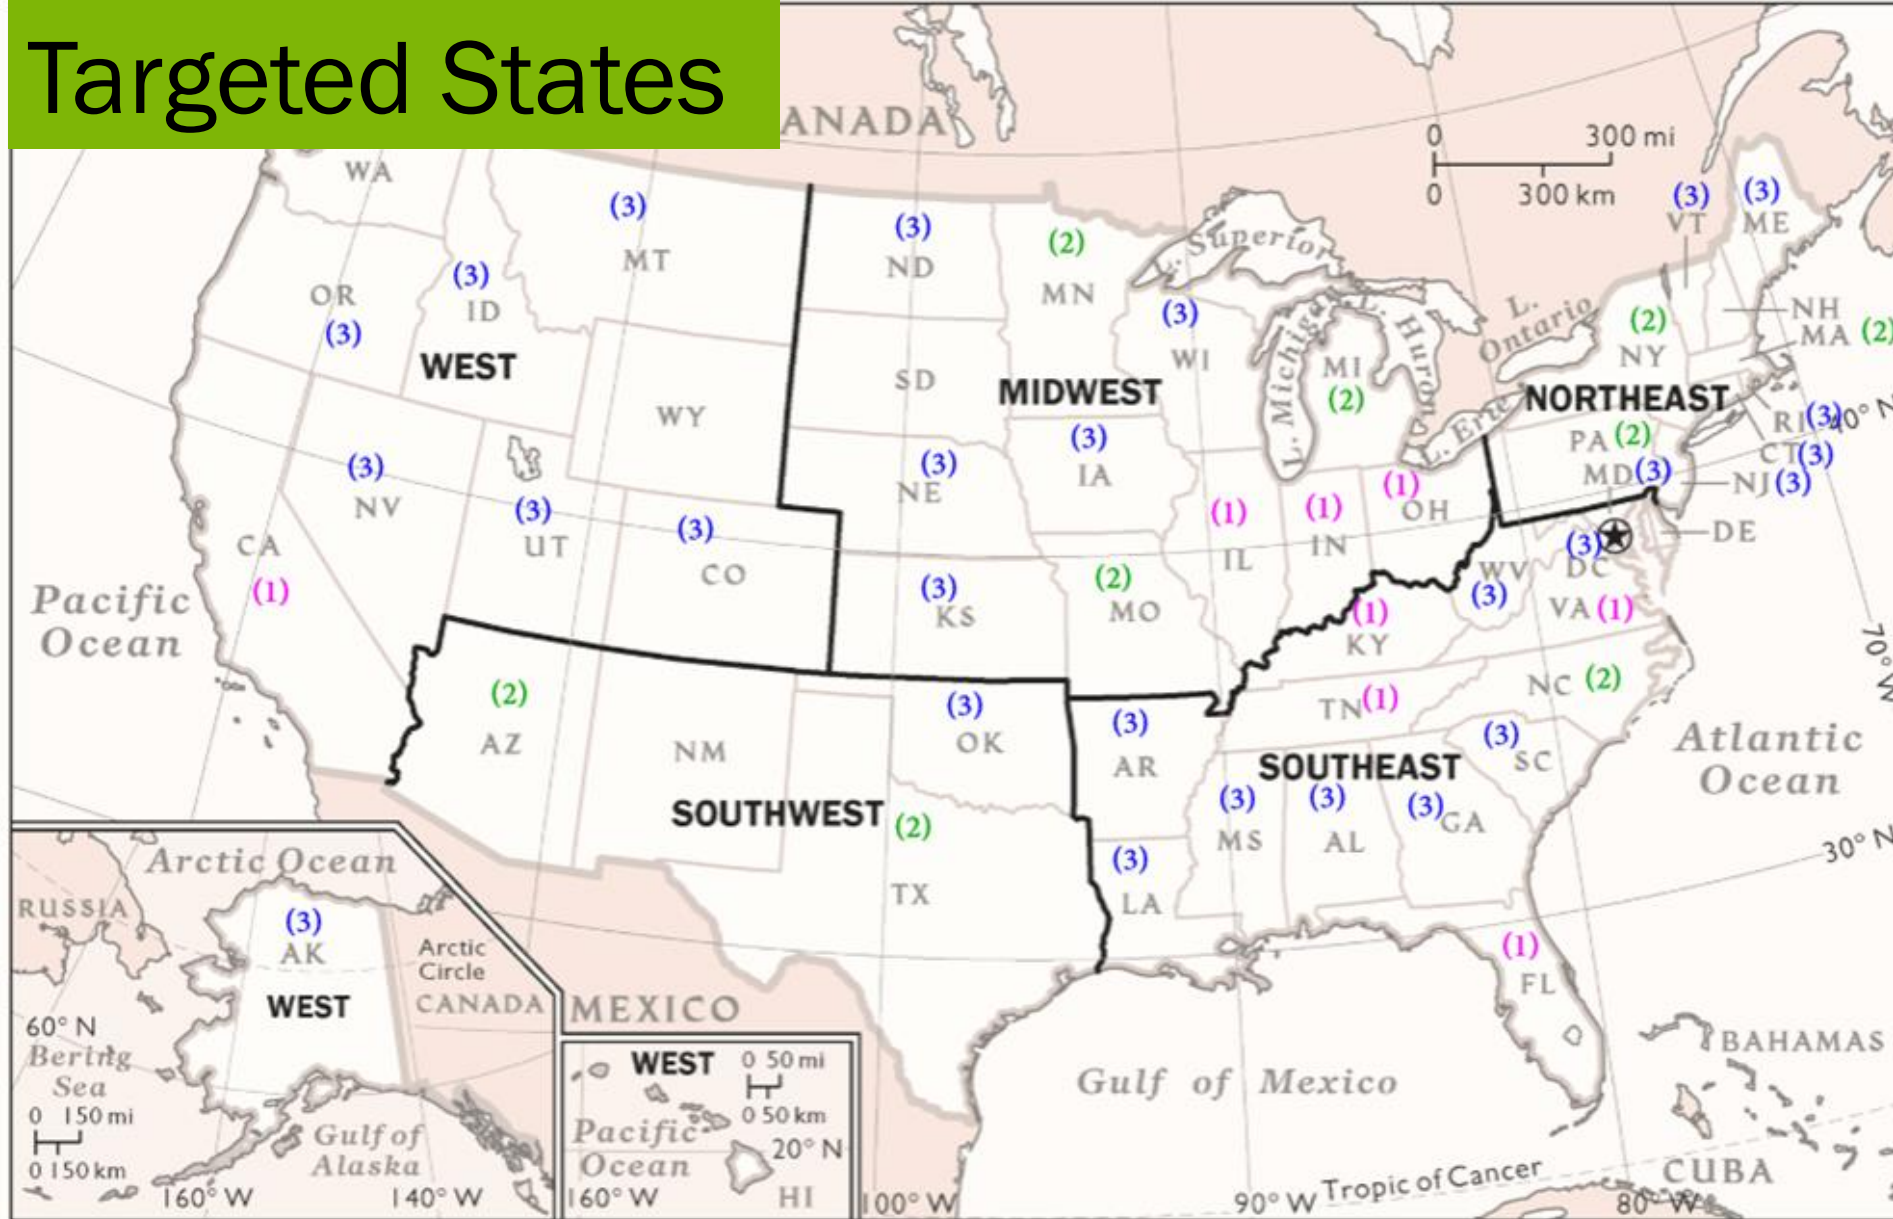 Targeted States
ANADA
0 300 mi
0 300 km
WA
(3)
MT
(3)
ND
(2)
MN
L. Superior
(3)
VT
(3)
ME
OR
(3)
(3)
ID
WEST
(3)
WI
L. Michigan
L. Huron
MI
(2)
L. Ontario
L. Erie
(2)
NY
NH
MA (2)
NORTHEAST
RI (3)
40° N
CT (3)
NJ (3)
PA (2)
MD (3)
DE
SD
MIDWEST
WY
(3)
NV
(3)
UT
(3)
CO
(3)
NE
(3)
IA
(1)
IL
(1)
IN
(1)
OH
CA
(1)
(3)
KS
(2)
MO
(1)
KY
WV
(3)
(3)
DC
VA (1)
70° W
Pacific
Ocean
(2)
AZ
NM
(3)
OK
(3)
AR
TN (1)
NC (2)
(3)
SC
SOUTHEAST
Atlantic
Ocean
SOUTHWEST
(2)
TX
(3)
LA
(3)
MS
(3)
AL
(3)
GA
30° N
(1)
FL
Arctic Ocean
RUSSIA
(3)
AK
WEST
Arctic
Circle
CANADA
60° N
Bering
Sea
0 150 mi
0 150 km
Gulf of
Alaska
160° W
140° W
MEXICO
WEST
0 50 mi
0 50 km
Pacific
Ocean
20° N
HI
160° W
100° W
Gulf of Mexico
90° W
Tropic of Cancer
80° W
BAHAMAS
CUBA